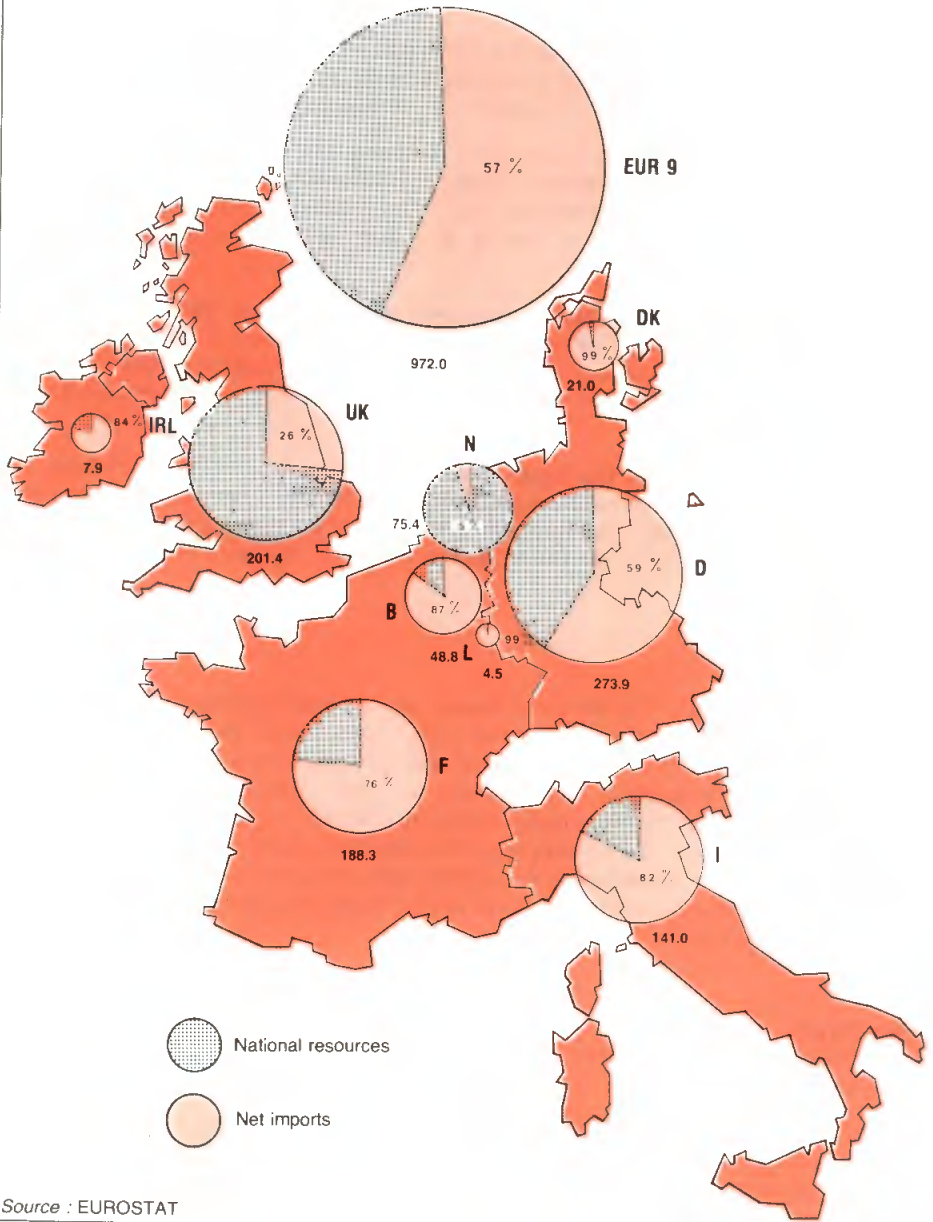 57 %
EUR 9
972.0
DK
99 %
21.0
84 %
IRL
7.9
UK
26 %
201.4
N
75.4
D
59 %
273.9
B
87 %
48.8
L
99
4.5
F
76 %
188.3
I
82 %
141.0
National resources
Net imports
Source : EUROSTAT